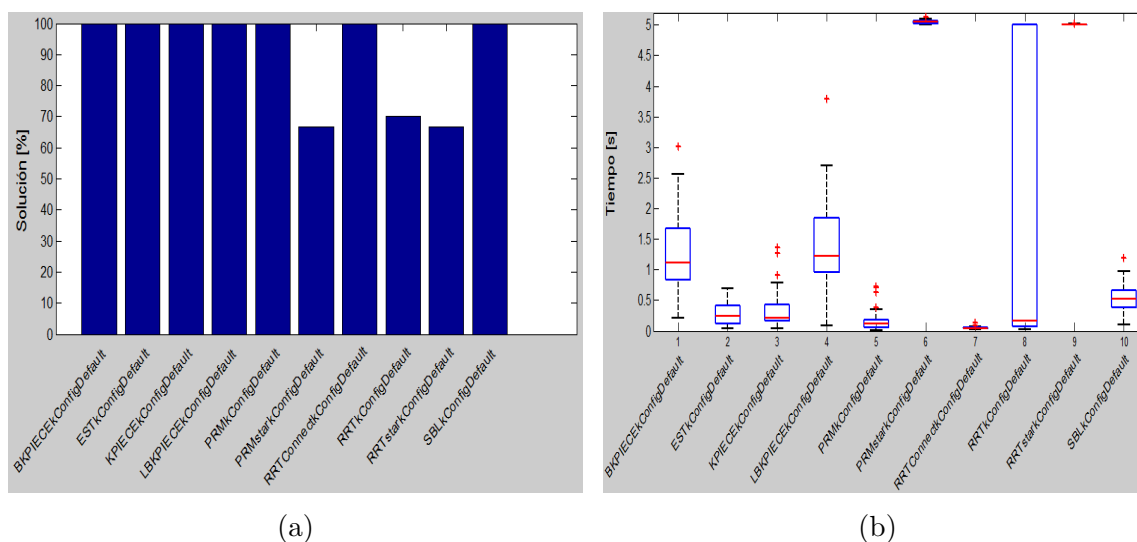 Solución [%]
100
90
80
70
60
50
40
30
20
10
0
BKPIECEkConfigDefault
ESTkConfigDefault
KPIECEkConfigDefault
LBKPIECEkConfigDefault
PRMkConfigDefault
PRMstarkConfigDefault
RRTConnectkConfigDefault
RRTkConfigDefault
RRTstarkConfigDefault
SBLkConfigDefault
(a)
Tiempo [s]
5
4.5
4
3.5
3
2.5
2
1.5
1
0.5
0
1 2 3 4 5 6 7 8 9 10
BKPIECEkConfigDefault
ESTkConfigDefault
KPIECEkConfigDefault
LBKPIECEkConfigDefault
PRMkConfigDefault
PRMstarkConfigDefault
RRTConnectkConfigDefault
RRTkConfigDefault
RRTstarkConfigDefault
SBLkConfigDefault
(b)